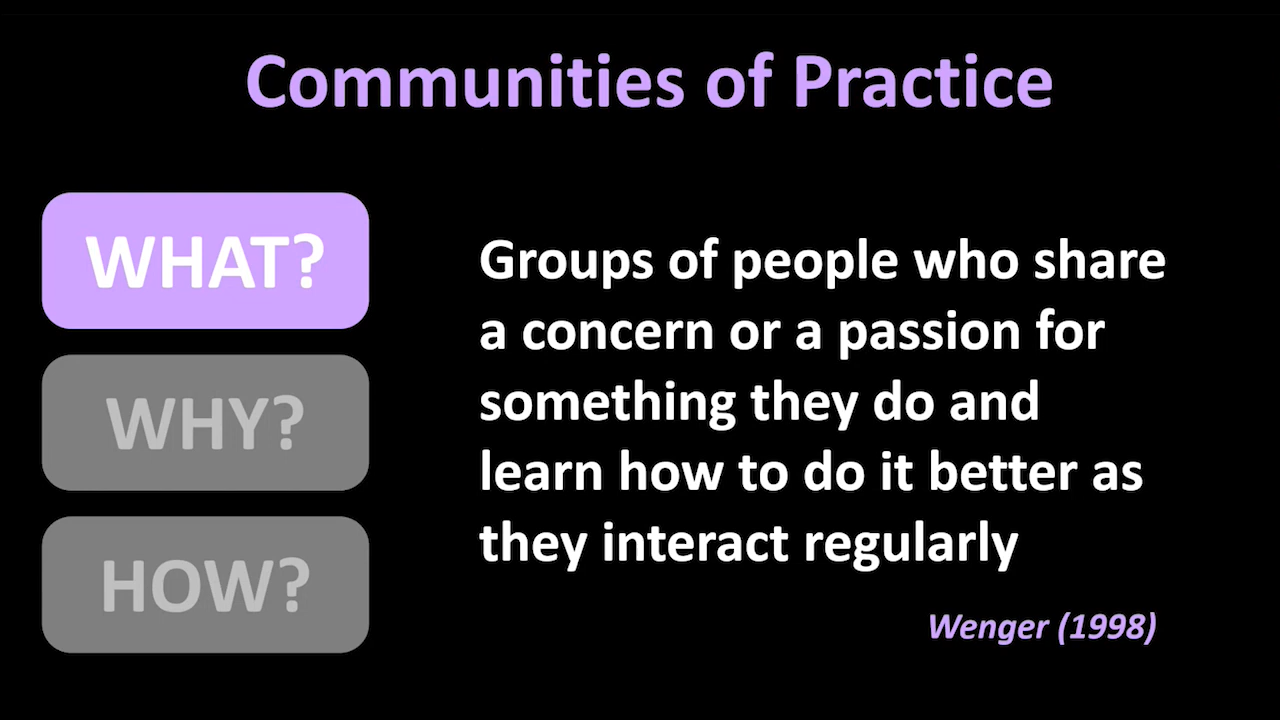 Communities of Practice
WHAT?
WHY?
HOW?
Groups of people who share
a concern or a passion for
something they do and
learn how to do it better as
they interact regularly
Wenger (1998)